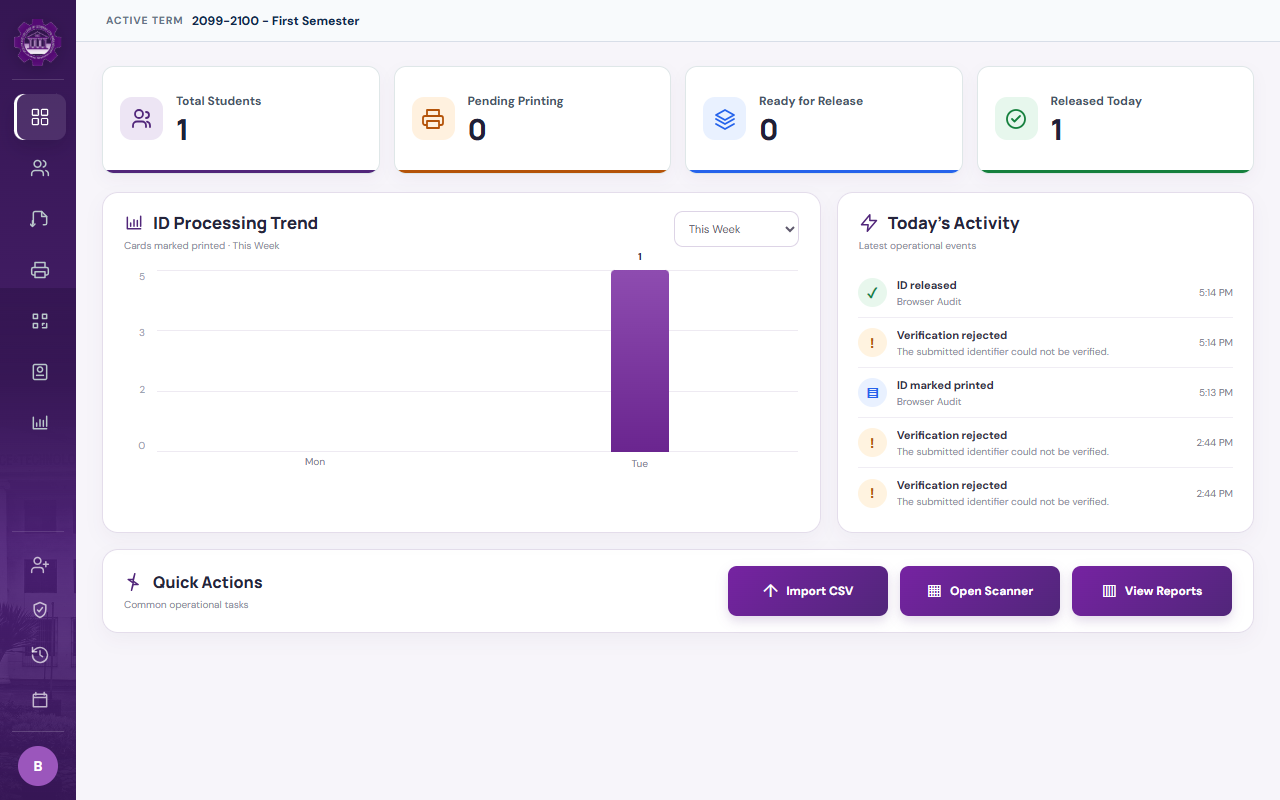 ACTIVE TERM 2099-2100 - First Semester
Total Students
1
Pending Printing
0
Ready for Release
0
Released Today
1
ID Processing Trend
Cards marked printed · This Week
This Week
1
5
3
2
0
Mon
Tue
Today's Activity
Latest operational events
ID released
Browser Audit
5:14 PM
Verification rejected
The submitted identifier could not be verified.
5:14 PM
ID marked printed
Browser Audit
5:13 PM
Verification rejected
The submitted identifier could not be verified.
2:44 PM
Verification rejected
The submitted identifier could not be verified.
2:44 PM
Quick Actions
Common operational tasks
Import CSV
Open Scanner
View Reports
B